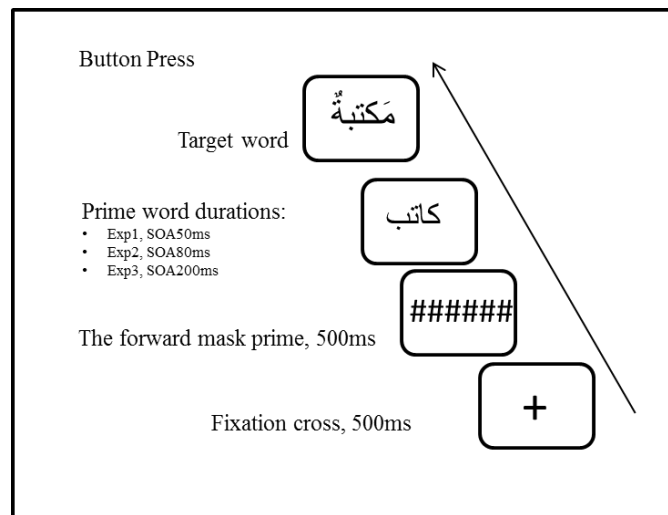 Button Press
مَكتبةٌ
Target word
Prime word durations:
• Exp1, SOA50ms
• Exp2, SOA80ms
• Exp3, SOA200ms
كاتب
######
The forward mask prime, 500ms
+
Fixation cross, 500ms